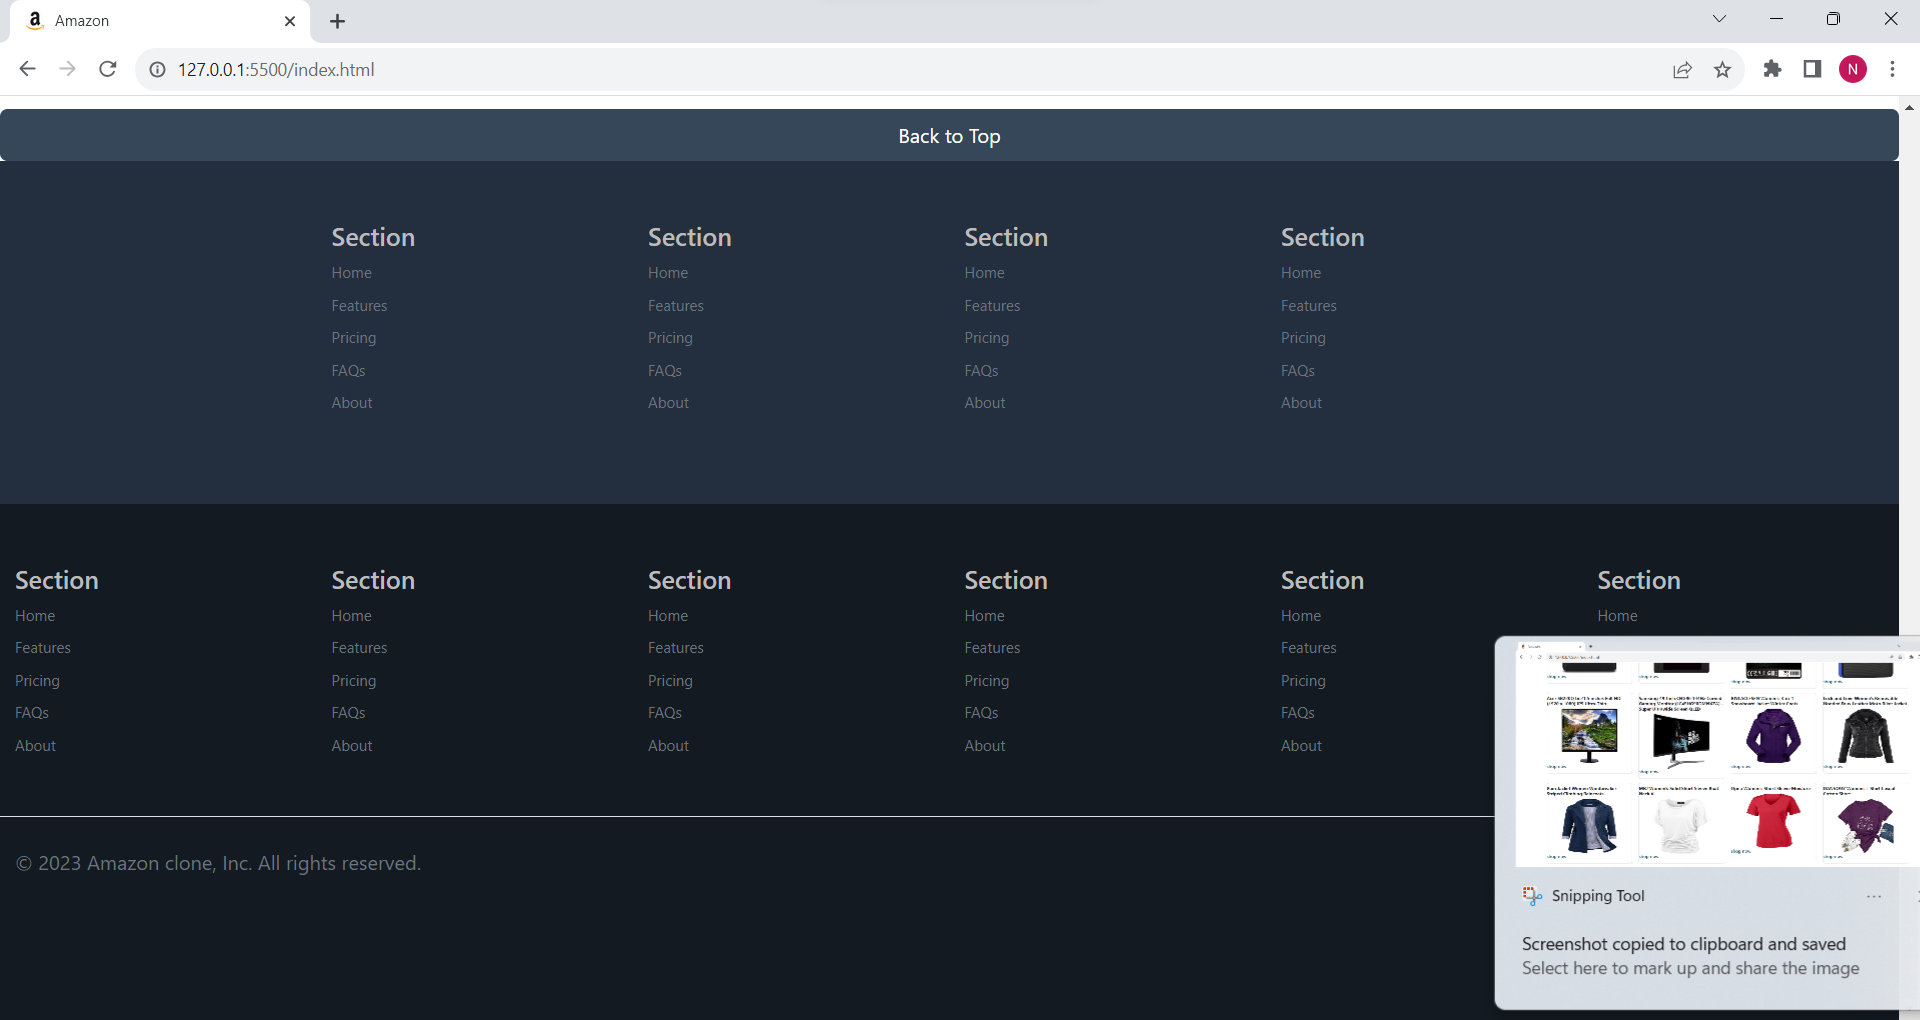 Amazon
127.0.0.1:5500/index.html
N
Back to Top
Section Section Section Section
Home Home Home Home
Features Features Features Features
Pricing Pricing Pricing Pricing
FAQs FAQs FAQs FAQs
About About About About
Section Section Section Section Section Section
Home Home Home Home Home Home
Features Features Features Features Features
Pricing Pricing Pricing Pricing Pricing
FAQs FAQs FAQs FAQs FAQs
About About About About About
© 2023 Amazon clone, Inc. All rights reserved.
Snipping Tool
Screenshot copied to clipboard and saved
Select here to mark up and share the image